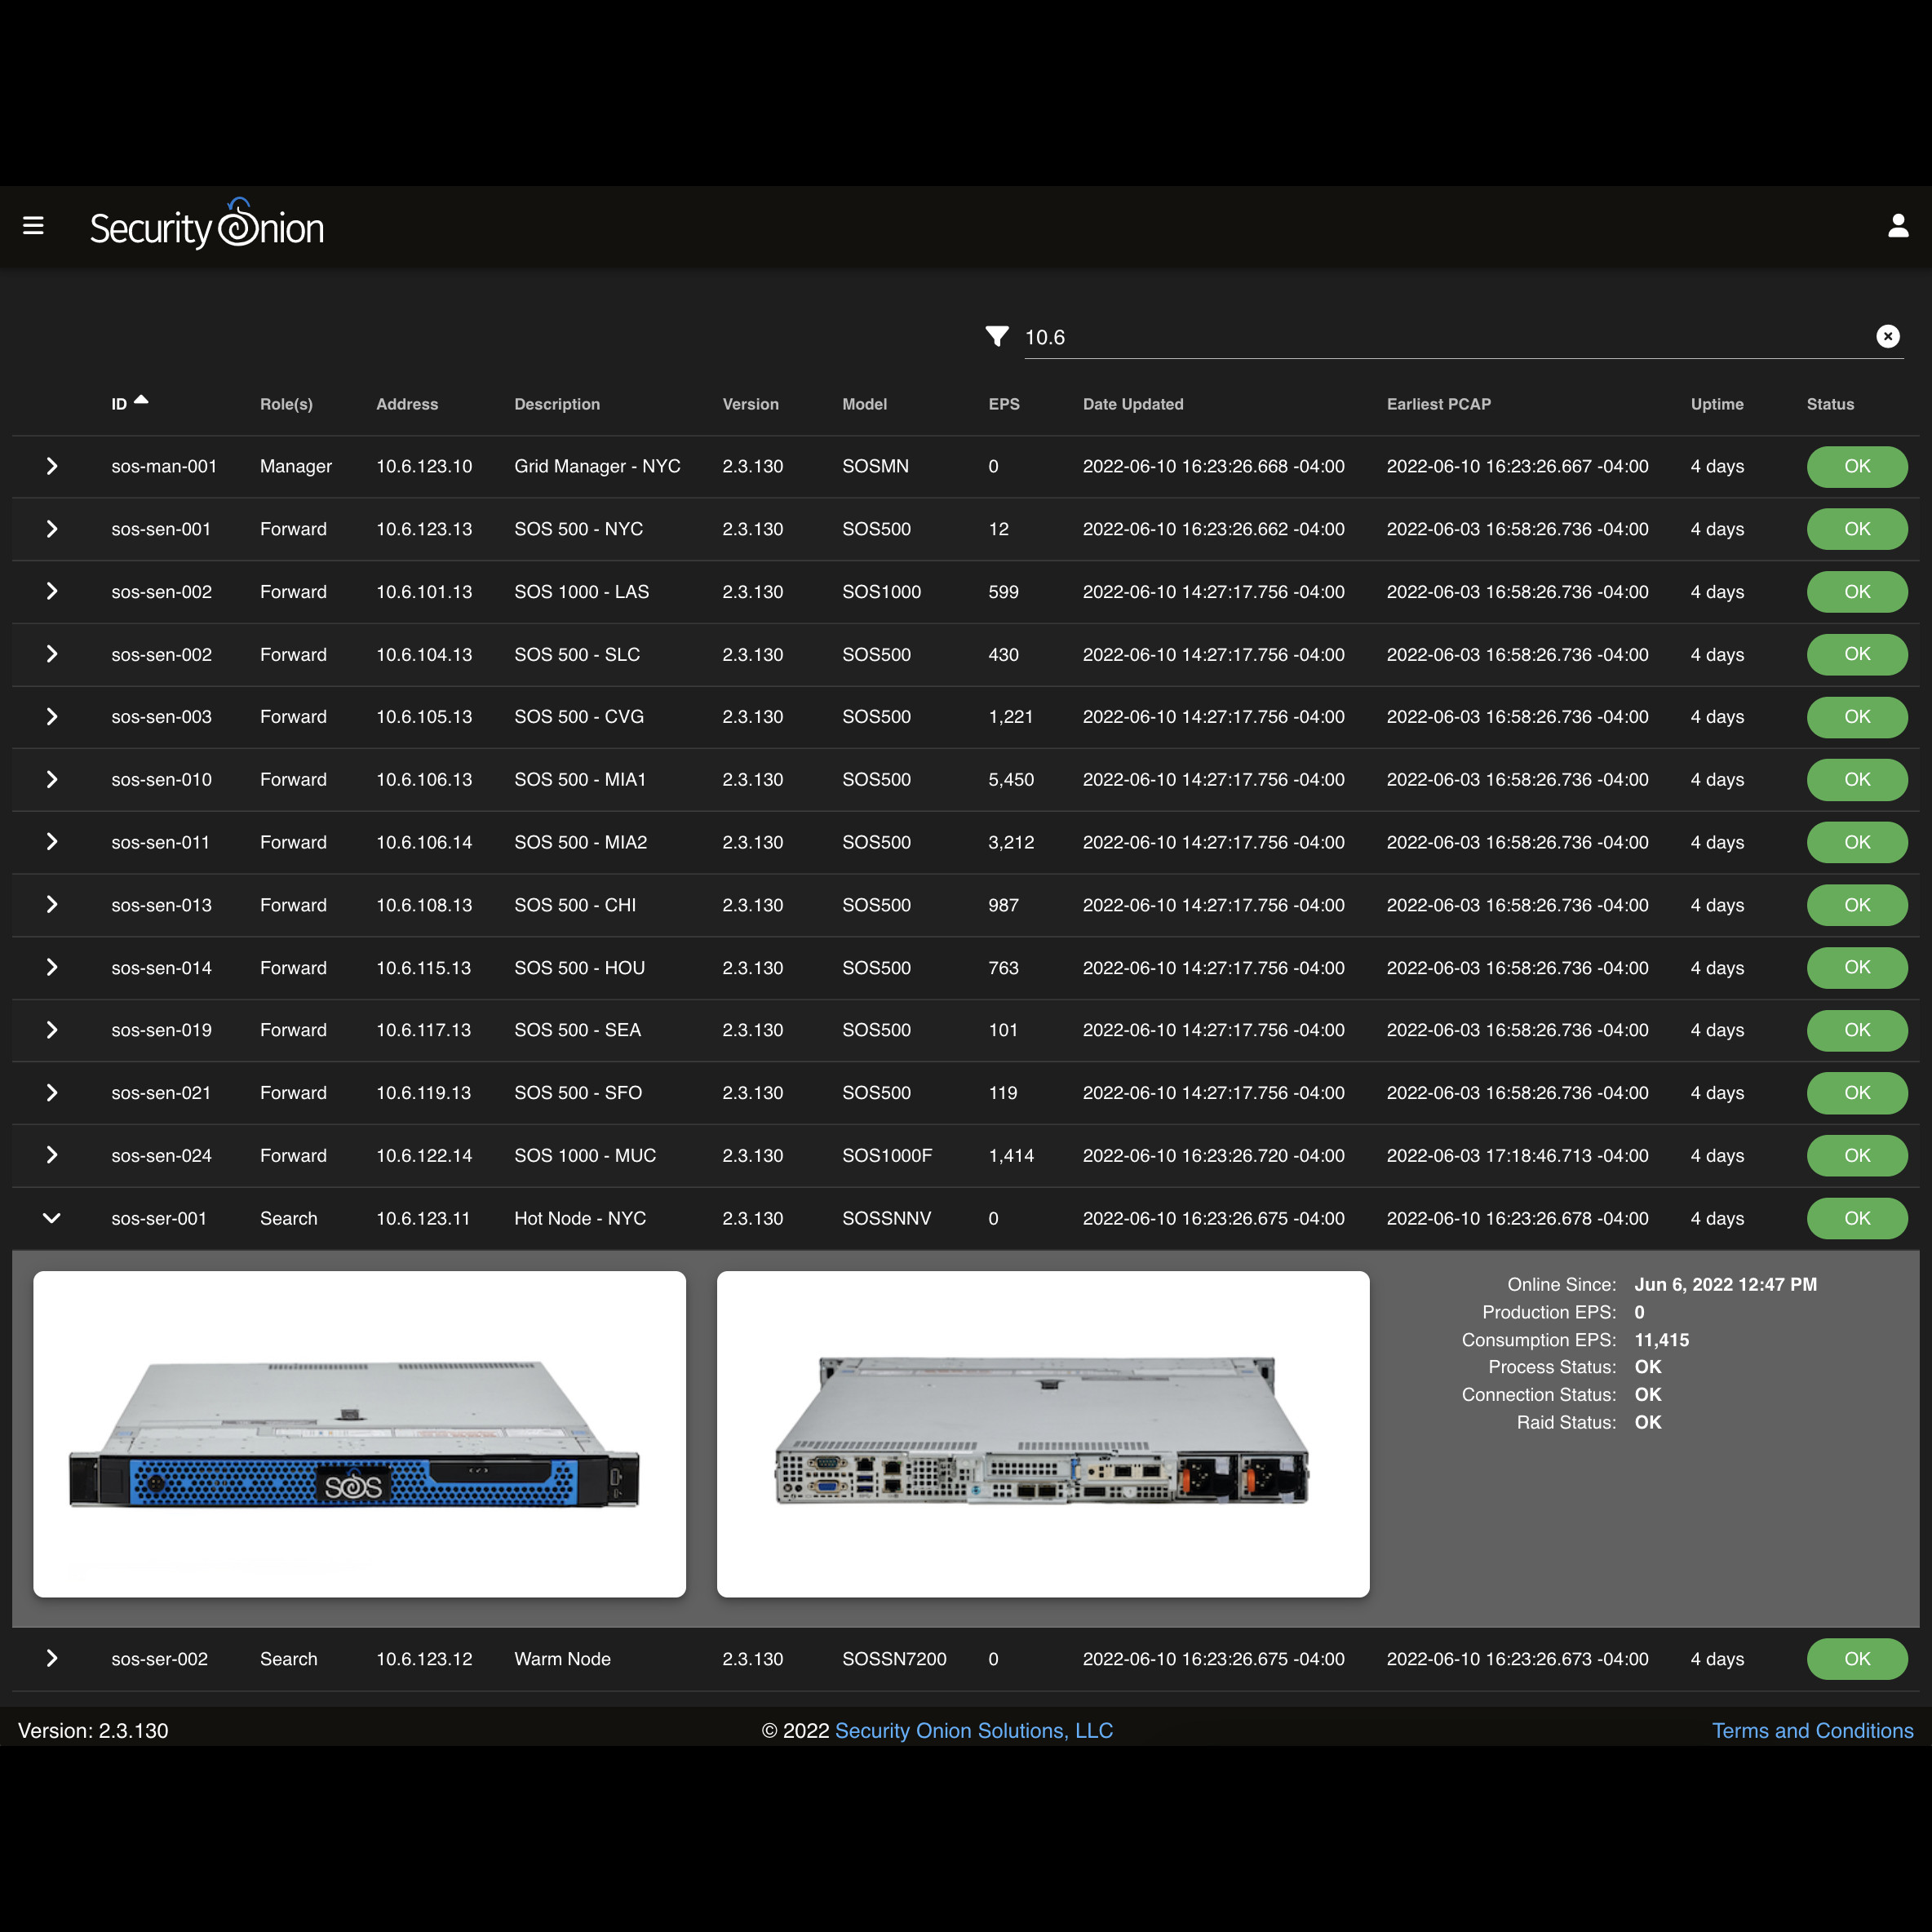 Security Onion
10.6
ID Role(s) Address Description Version Model EPS Date Updated Earliest PCAP Uptime Status
sos-man-001 Manager 10.6.123.10 Grid Manager - NYC 2.3.130 SOSMN 0 2022-06-10 16:23:26.668 -04:00 2022-06-10 16:23:26.667 -04:00 4 days OK
sos-sen-001 Forward 10.6.123.13 SOS 500 - NYC 2.3.130 SOS500 12 2022-06-10 16:23:26.662 -04:00 2022-06-03 16:58:26.736 -04:00 4 days OK
sos-sen-002 Forward 10.6.101.13 SOS 1000 - LAS 2.3.130 SOS1000 599 2022-06-10 14:27:17.756 -04:00 2022-06-03 16:58:26.736 -04:00 4 days OK
sos-sen-002 Forward 10.6.104.13 SOS 500 - SLC 2.3.130 SOS500 430 2022-06-10 14:27:17.756 -04:00 2022-06-03 16:58:26.736 -04:00 4 days OK
sos-sen-003 Forward 10.6.105.13 SOS 500 - CVG 2.3.130 SOS500 1,221 2022-06-10 14:27:17.756 -04:00 2022-06-03 16:58:26.736 -04:00 4 days OK
sos-sen-010 Forward 10.6.106.13 SOS 500 - MIA1 2.3.130 SOS500 5,450 2022-06-10 14:27:17.756 -04:00 2022-06-03 16:58:26.736 -04:00 4 days OK
sos-sen-011 Forward 10.6.106.14 SOS 500 - MIA2 2.3.130 SOS500 3,212 2022-06-10 14:27:17.756 -04:00 2022-06-03 16:58:26.736 -04:00 4 days OK
sos-sen-013 Forward 10.6.108.13 SOS 500 - CHI 2.3.130 SOS500 987 2022-06-10 14:27:17.756 -04:00 2022-06-03 16:58:26.736 -04:00 4 days OK
sos-sen-014 Forward 10.6.115.13 SOS 500 - HOU 2.3.130 SOS500 763 2022-06-10 14:27:17.756 -04:00 2022-06-03 16:58:26.736 -04:00 4 days OK
sos-sen-019 Forward 10.6.117.13 SOS 500 - SEA 2.3.130 SOS500 101 2022-06-10 14:27:17.756 -04:00 2022-06-03 16:58:26.736 -04:00 4 days OK
sos-sen-021 Forward 10.6.119.13 SOS 500 - SFO 2.3.130 SOS500 119 2022-06-10 14:27:17.756 -04:00 2022-06-03 16:58:26.736 -04:00 4 days OK
sos-sen-024 Forward 10.6.122.14 SOS 1000 - MUC 2.3.130 SOS1000F 1,414 2022-06-10 16:23:26.720 -04:00 2022-06-03 17:18:46.713 -04:00 4 days OK
sos-ser-001 Search 10.6.123.11 Hot Node - NYC 2.3.130 SOSSNNV 0 2022-06-10 16:23:26.675 -04:00 2022-06-10 16:23:26.678 -04:00 4 days OK
SOS
Online Since: Jun 6, 2022 12:47 PM
Production EPS: 0
Consumption EPS: 11,415
Process Status: OK
Connection Status: OK
Raid Status: OK
sos-ser-002 Search 10.6.123.12 Warm Node 2.3.130 SOSSN7200 0 2022-06-10 16:23:26.675 -04:00 2022-06-10 16:23:26.673 -04:00 4 days OK
Version: 2.3.130 © 2022 Security Onion Solutions, LLC Terms and Conditions